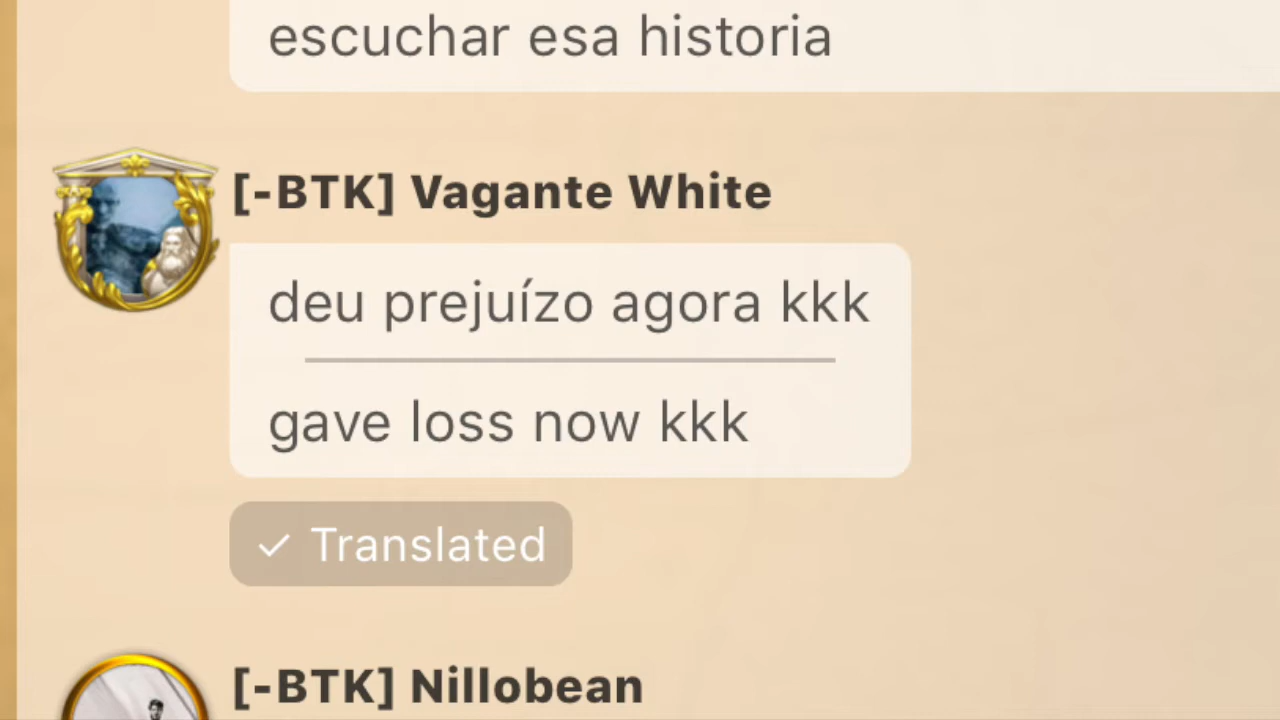 escuchar esa historia
[-BTK] Vagante White
deu prejuízo agora kkk
gave loss now kkk
✓ Translated
[-BTK] Nillobean